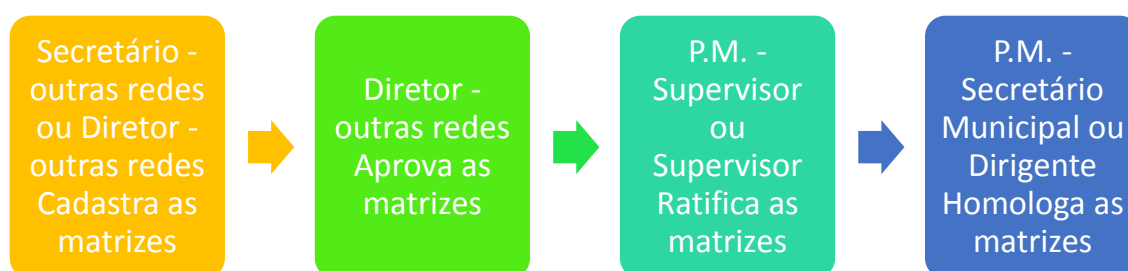 Secretário -
outras redes
ou Diretor -
outras redes
Cadastra as
matrizes
Diretor -
outras redes
Aprova as
matrizes
P.M. -
Supervisor
ou
Supervisor
Ratifica as
matrizes
P.M. -
Secretário
Municipal ou
Dirigente
Homologa as
matrizes